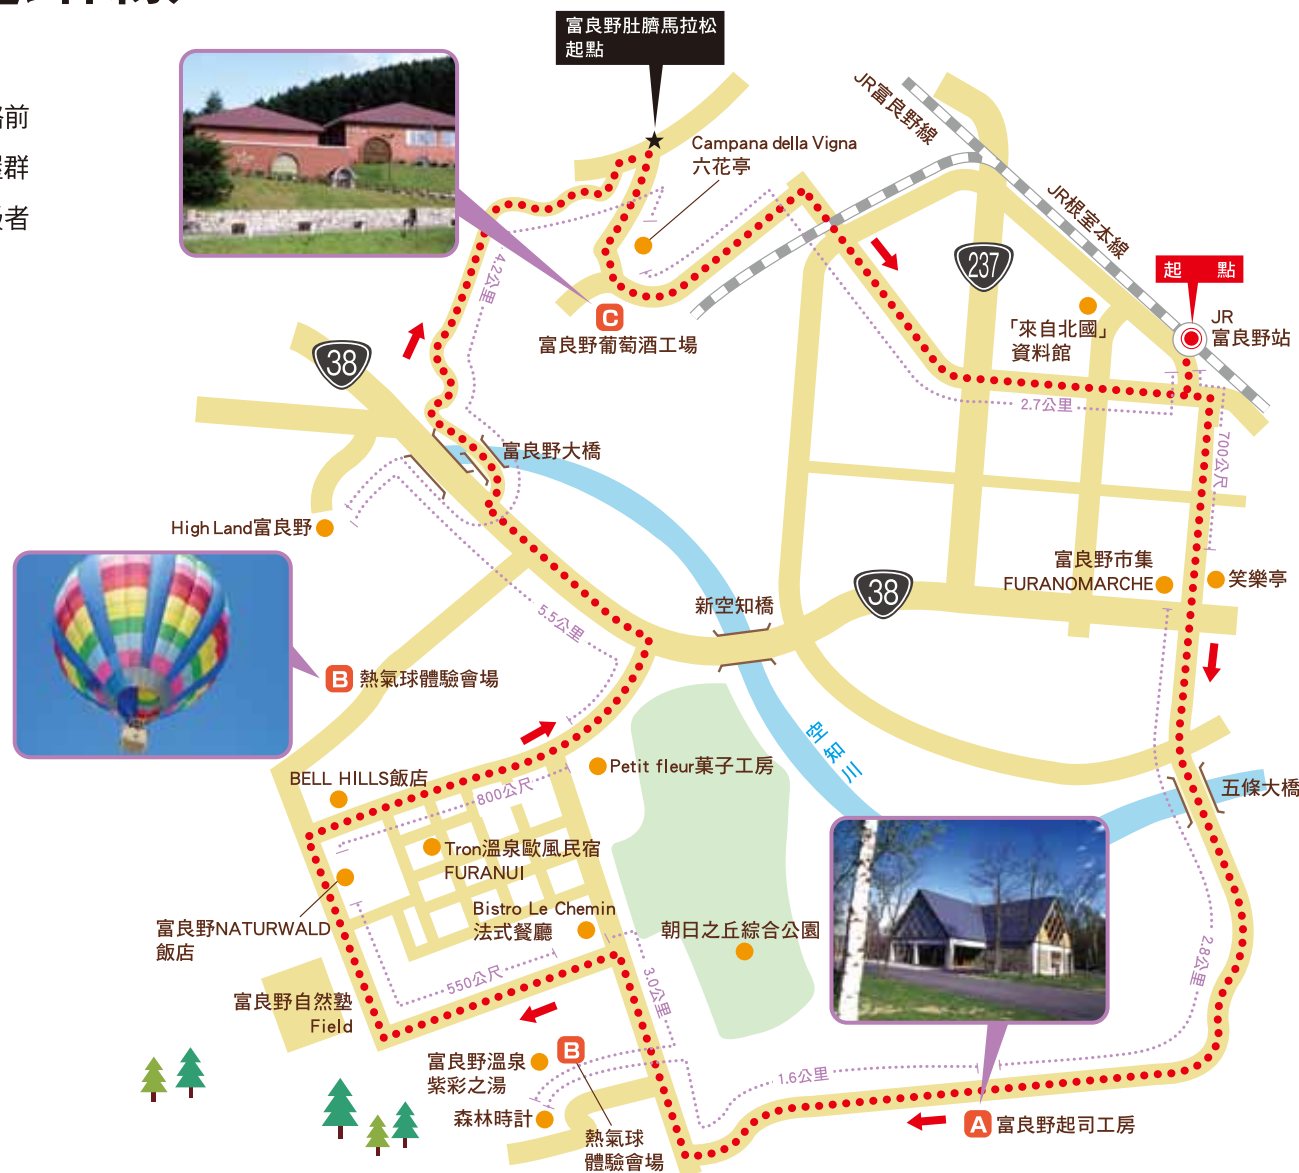 前
群
者
富良野肚臍馬拉松
起點
Campana della Vigna
六花亭
JR富良野線
JR根室本線
237
起 點
JR
富良野站
「來自北國」
資料館
4.2公里
C
富良野葡萄酒工場
38
2.7公里
700公尺
富良野大橋
High Land富良野
富良野市集
FURANOMARCHE
笑樂亭
38
新空知橋
5.5公里
B 熱氣球體驗會場
空知川
BELL HILLS飯店
Petit fleur菓子工房
800公尺
五條大橋
Tron溫泉歐風民宿
FURANUI
Bistro Le Chemin
法式餐廳
富良野NATURWALD
飯店
朝日之丘綜合公園
2.8公里
550公尺
3.0公里
富良野自然塾
Field
富良野溫泉
紫彩之湯
B
1.6公里
森林時計
熱氣球
體驗會場
A 富良野起司工房